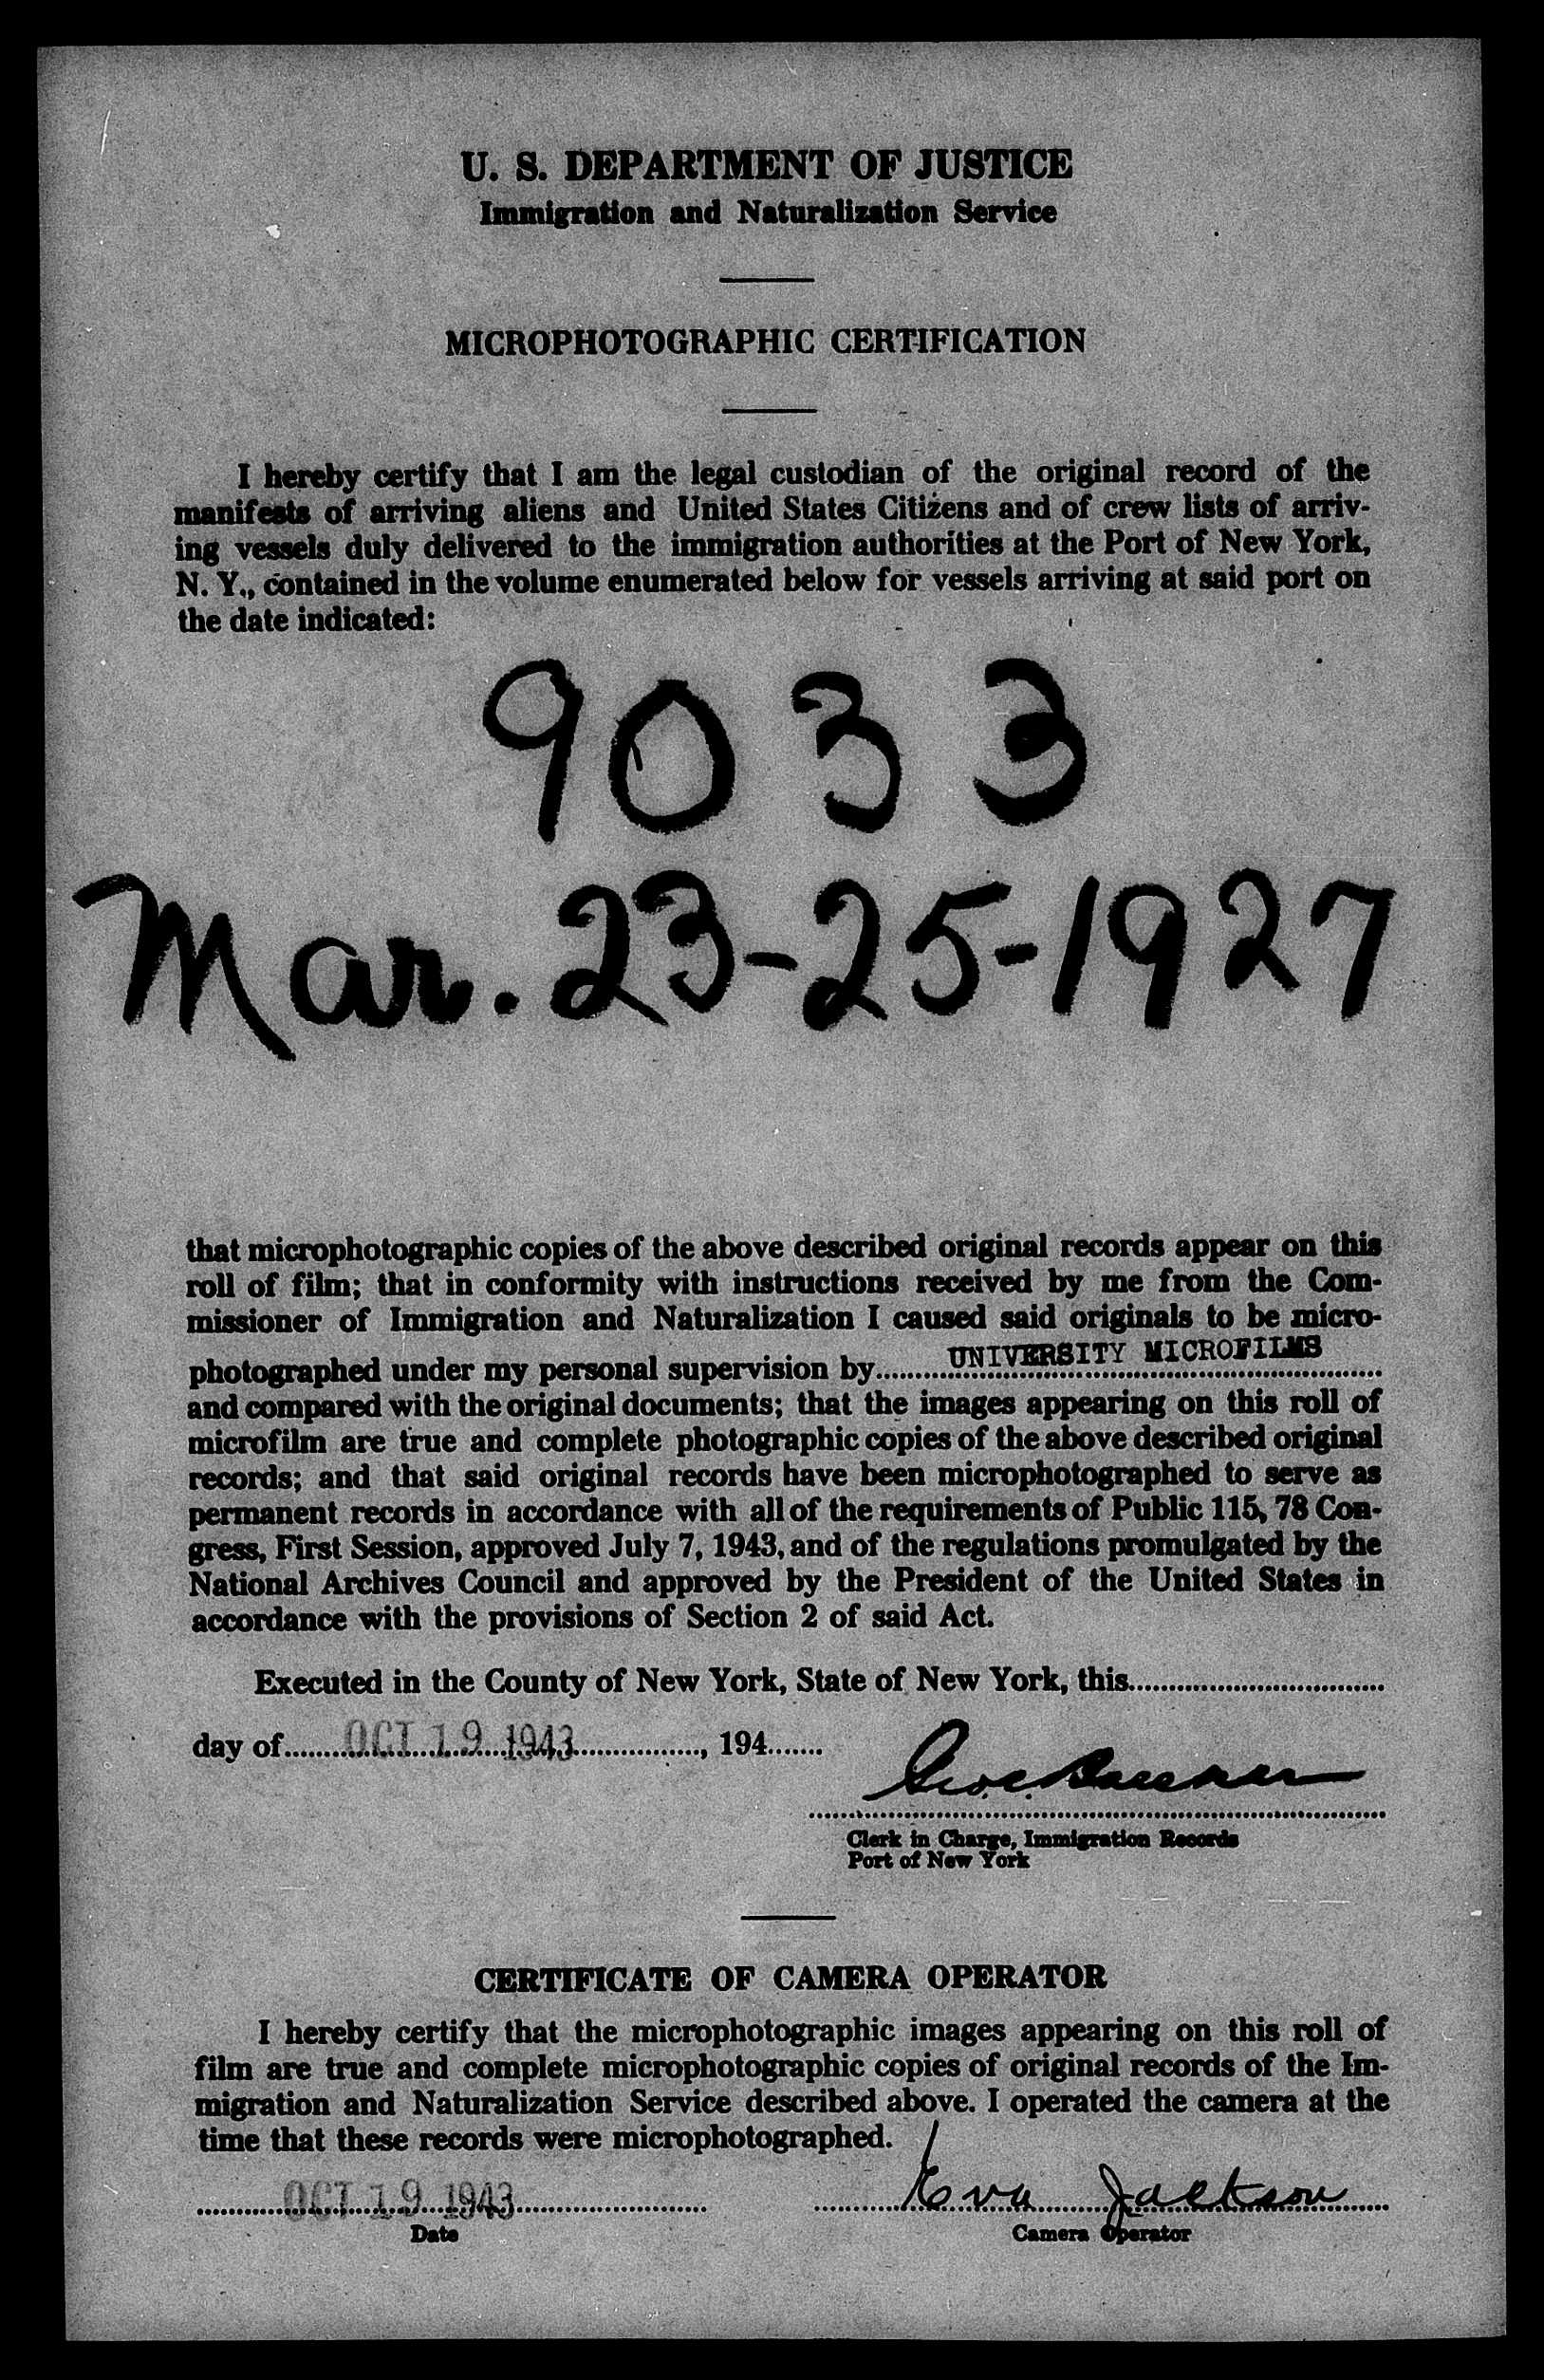 U. S. DEPARTMENT OF JUSTICE
Immigration and Naturalization Service
MICROPHOTOGRAPHIC CERTIFICATION
I hereby certify that I am the legal custodian of the original record of the
manifests of arriving aliens and United States Citizens and of crew lists of arriv-
ing vessels duly delivered to the immigration authorities at the Port of New York,
N. Y., contained in the volume enumerated below for vessels arriving at said port on
the date indicated:
9033
Mar. 23-25-1927
that microphotographic copies of the above described original records appear on this
roll of film; that in conformity with instructions received by me from the Com-
missioner of Immigration and Naturalization I caused said originals to be micro-
photographed under my personal supervision by UNIVERSITY MICROFILMS
and compared with the original documents; that the images appearing on this roll of
microfilm are true and complete photographic copies of the above described original
records; and that said original records have been microphotographed to serve as
permanent records in accordance with all of the requirements of Public 115, 78 Con-
gress, First Session, approved July 7, 1943, and of the regulations promulgated by the
National Archives Council and approved by the President of the United States in
accordance with the provisions of Section 2 of said Act.
Executed in the County of New York, State of New York, this
day of OCT 19 1943, 194
Clerk in Charge, Immigration Records
Port of New York
CERTIFICATE OF CAMERA OPERATOR
I hereby certify that the microphotographic images appearing on this roll of
film are true and complete microphotographic copies of original records of the Im-
migration and Naturalization Service described above. I operated the camera at the
time that these records were microphotographed.
OCT 19 1943 Eva Jackson
Date Camera Operator